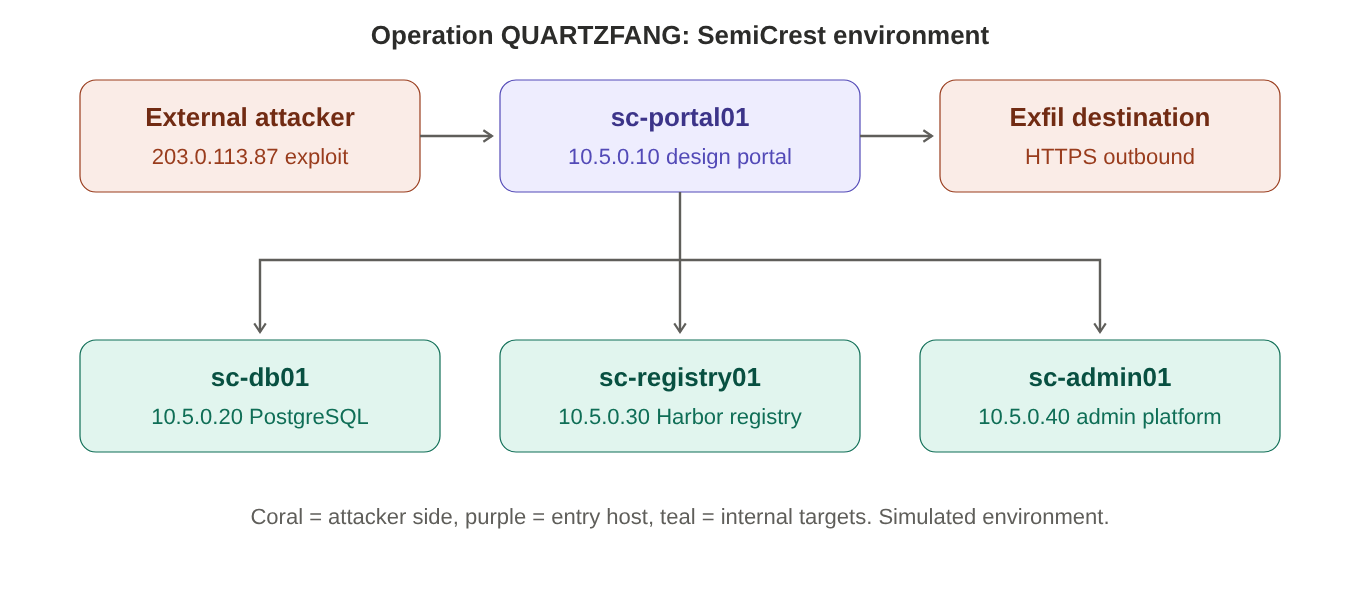 Operation QUARTZFANG: SemiCrest environment
External attacker
203.0.113.87 exploit
sc-portal01
10.5.0.10 design portal
Exfil destination
HTTPS outbound
sc-db01
10.5.0.20 PostgreSQL
sc-registry01
10.5.0.30 Harbor registry
sc-admin01
10.5.0.40 admin platform
Coral = attacker side, purple = entry host, teal = internal targets. Simulated environment.